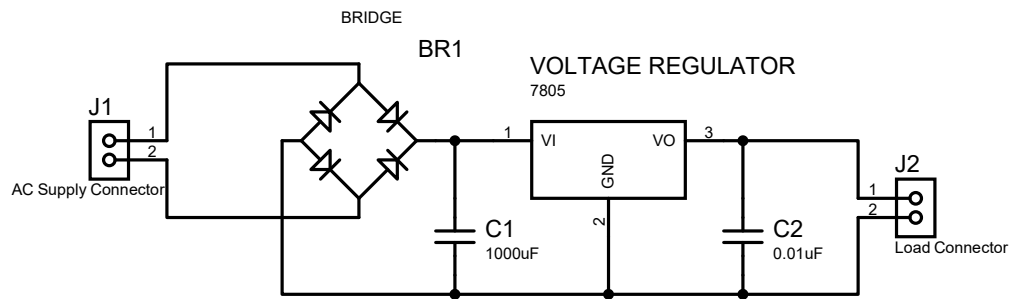 BRIDGE
BR1
VOLTAGE REGULATOR
7805
J1
1
2
AC Supply Connector
1
VI
VO
3
GND
2
C1
1000uF
C2
0.01uF
J2
1
2
Load Connector